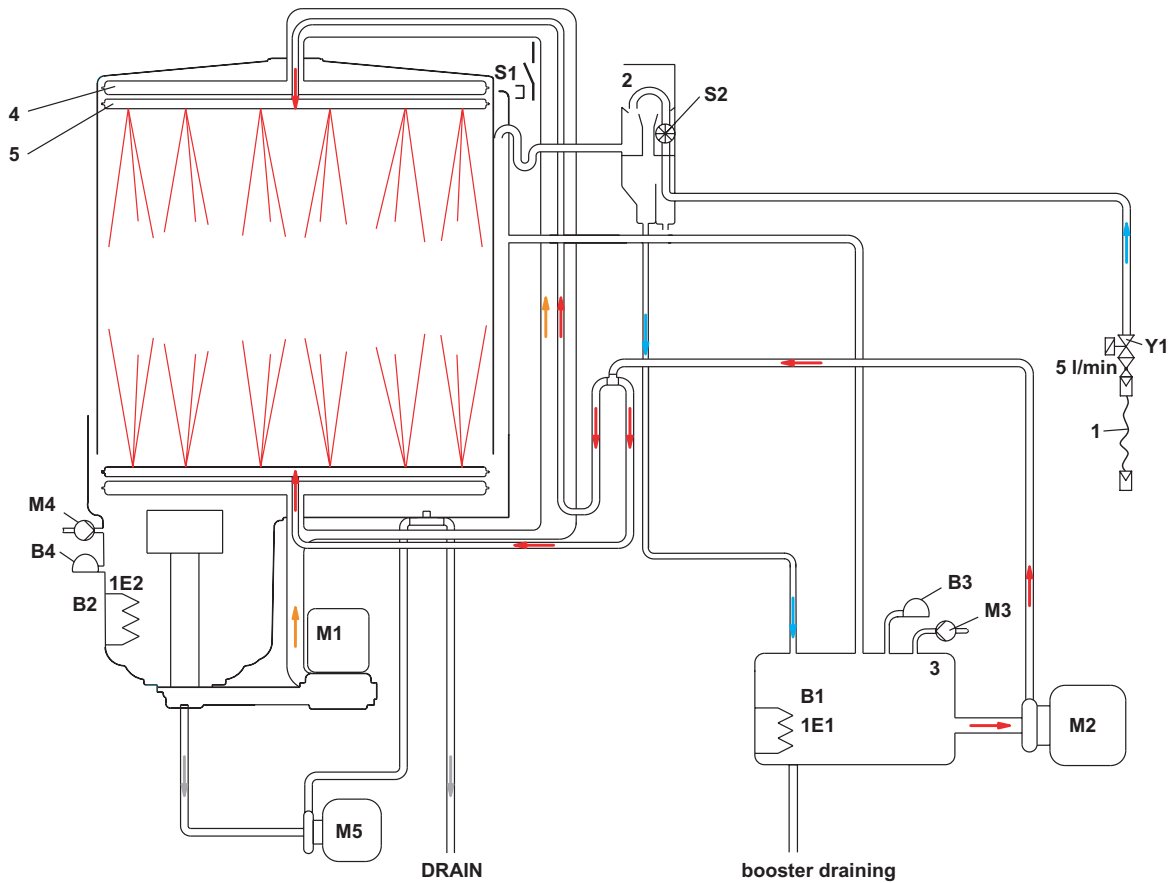 S1
2
S2
4
5
Y1
5 l/min
1
M4
B4
1E2
B2
M1
B3
M3
3
B1
1E1
M2
M5
DRAIN
booster draining